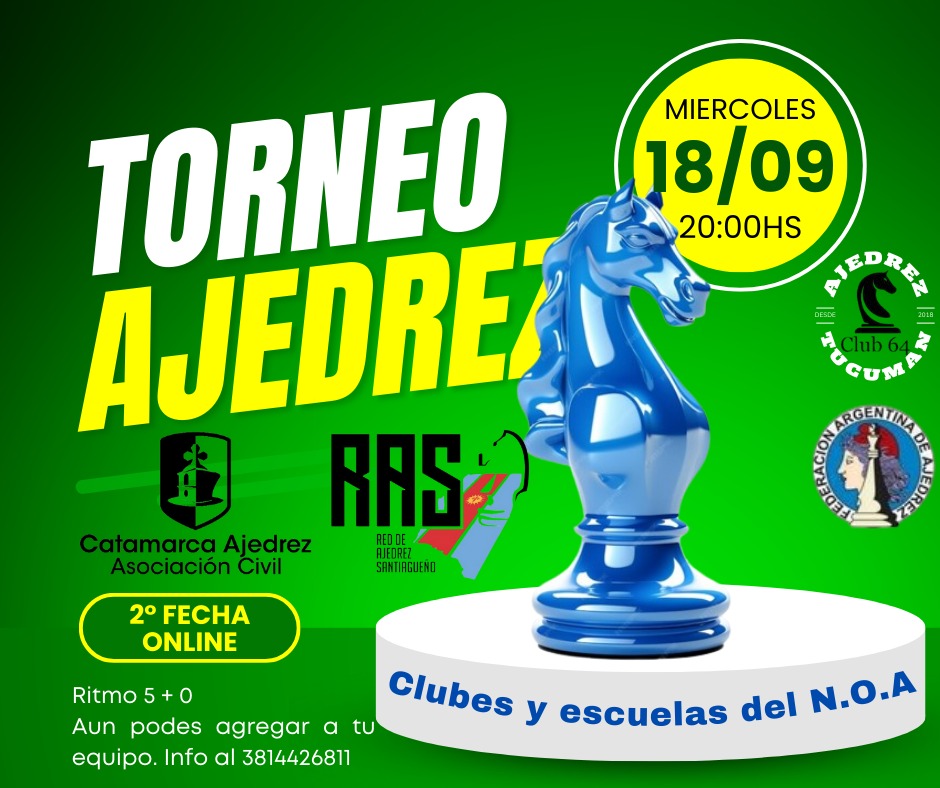 TORNEO
AJEDREZ
MIERCOLES
18/09
20:00HS
AJEDREZ
DESDE 2018
Club 64
TUCUMAN
FEDERACION ARGENTINA DE AJEDREZ
Catamarca Ajedrez
Asociación Civil
RAS
RED DE
AJEDREZ
SANTIAGUEÑO
2º FECHA
ONLINE
Ritmo 5 + 0
Aun podes agregar a tu
equipo. Info al 3814426811
Clubes y escuelas del N.O.A